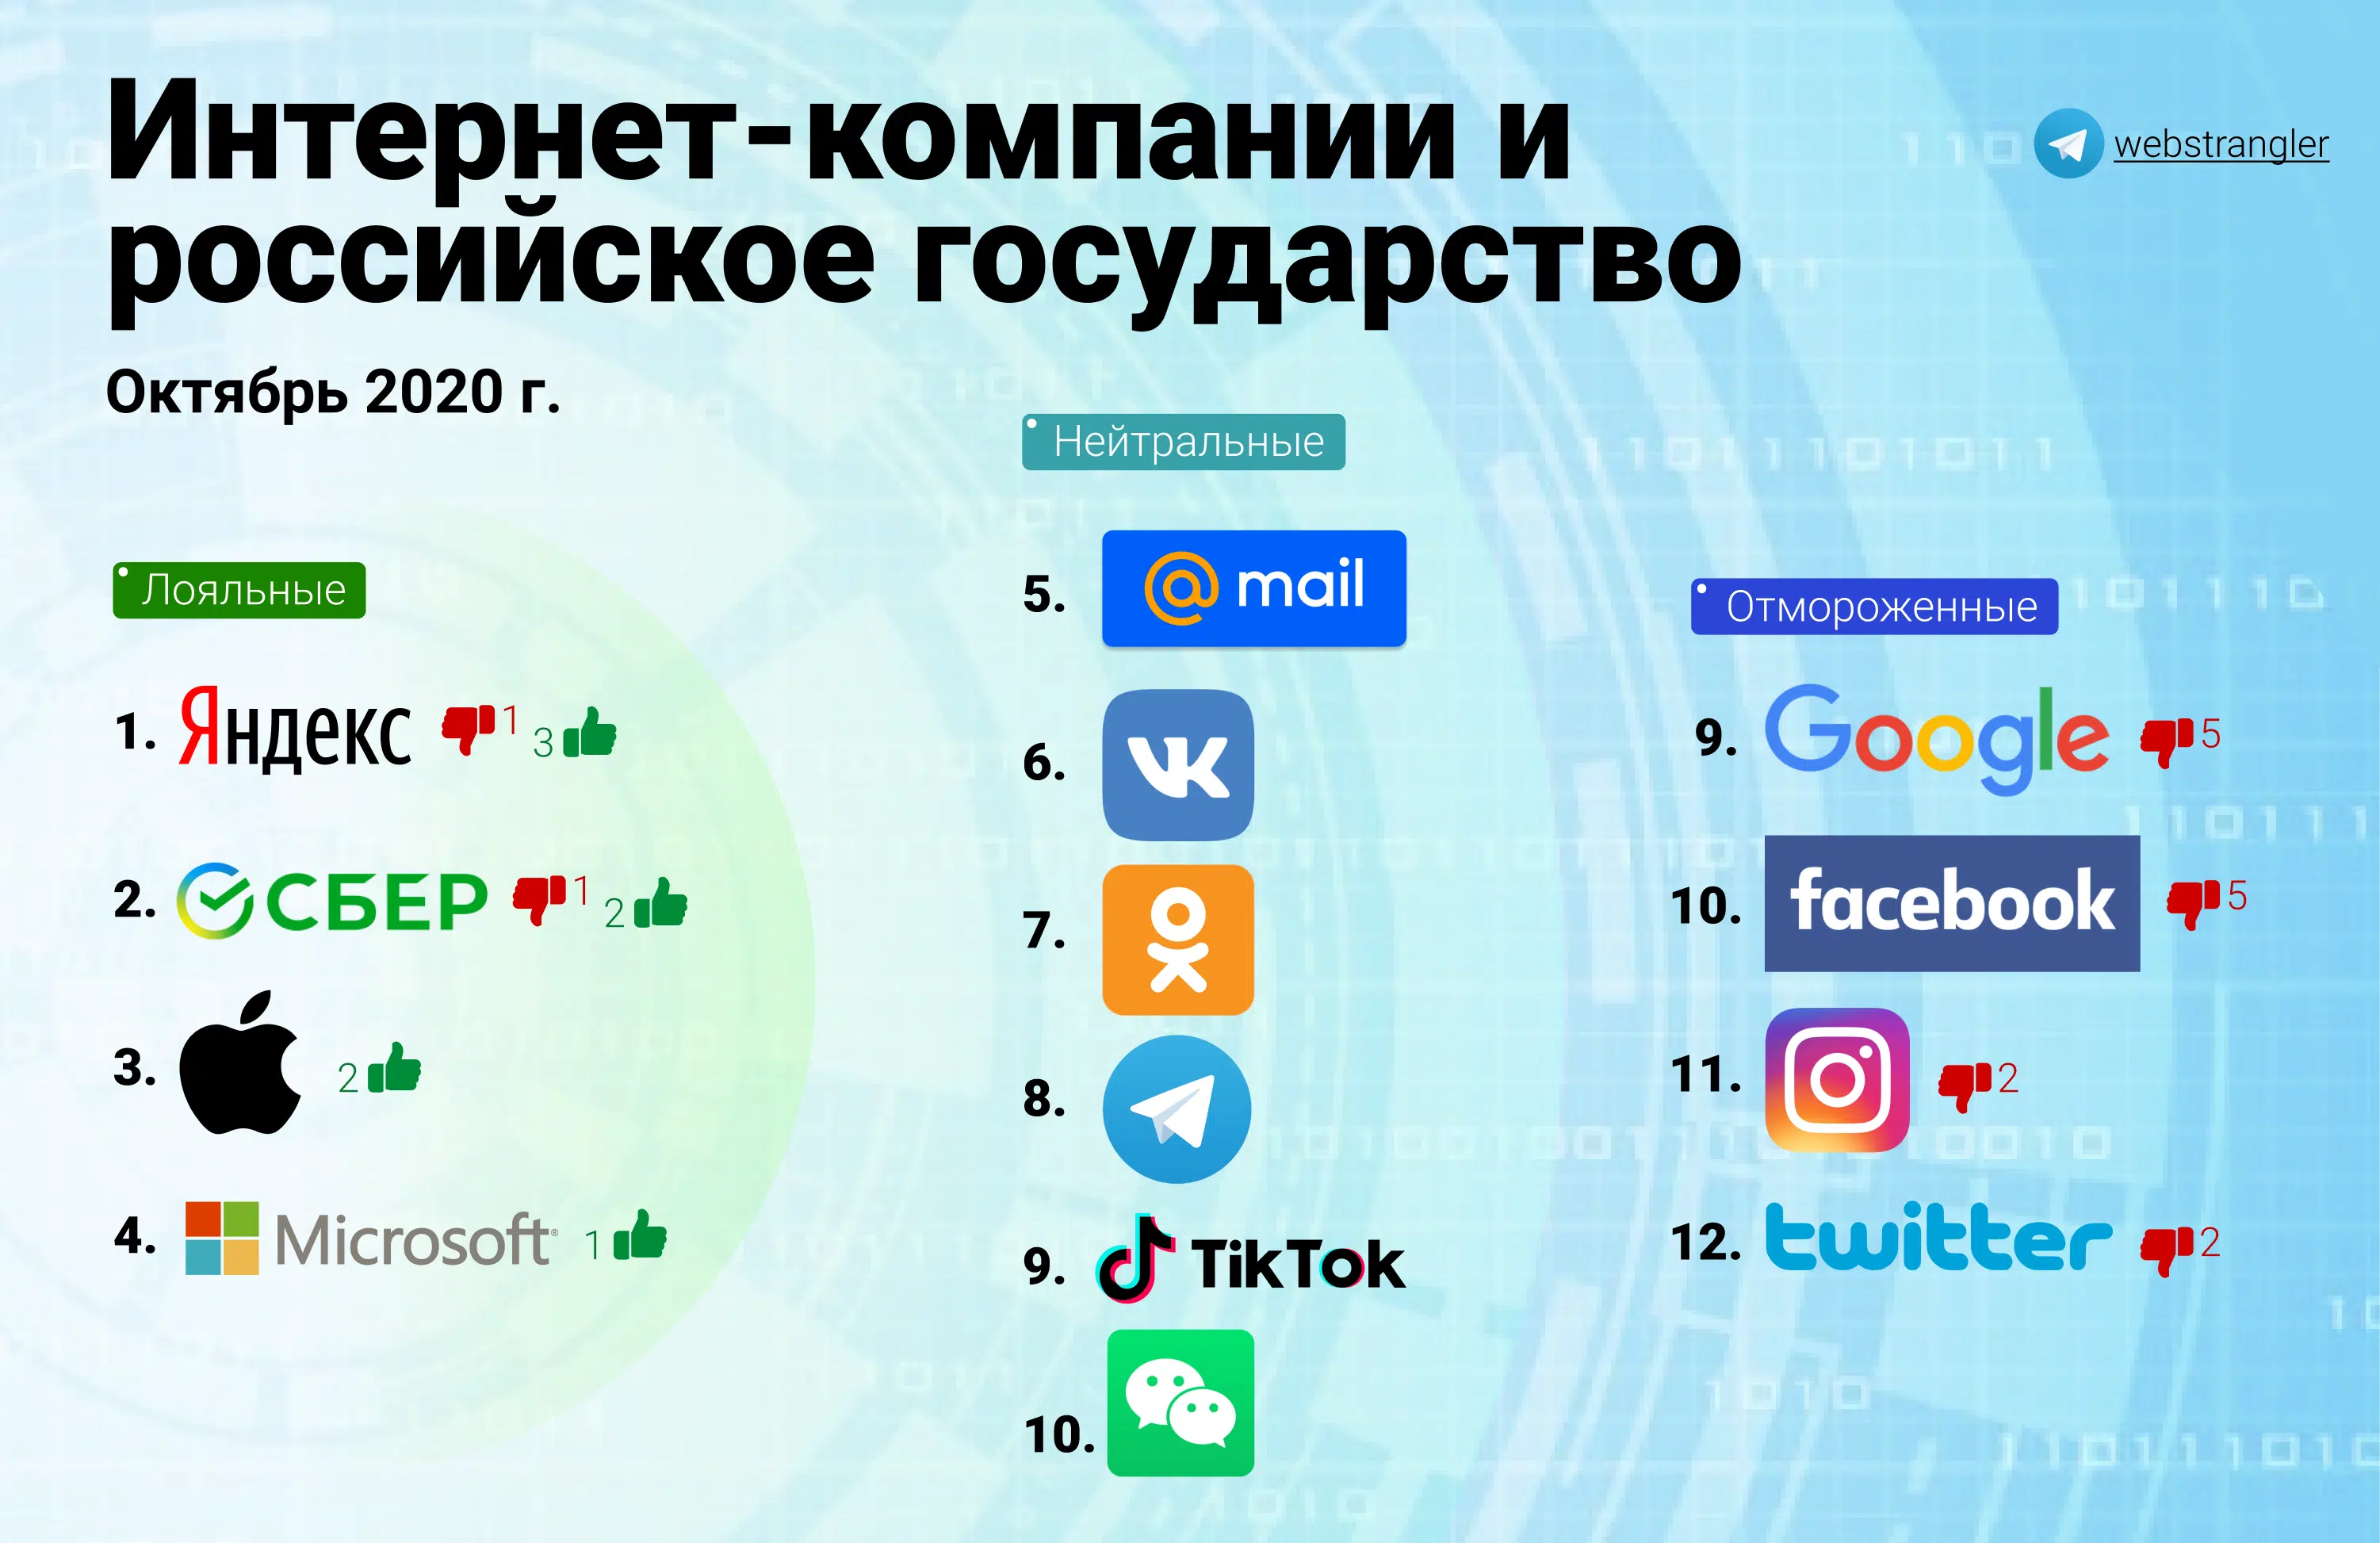 Интернет-компании и
российское государство
webstrangler
Октябрь 2020 г.
Лояльные
1. Яндекс 1 3
2. СБЕР 1 2
3. 2
4. Microsoft 1
Нейтральные
5. @ mail
6. VK
7.
8.
9. TikTok
10.
Отмороженные
9. Google 5
10. facebook 5
11. 2
12. twitter 2